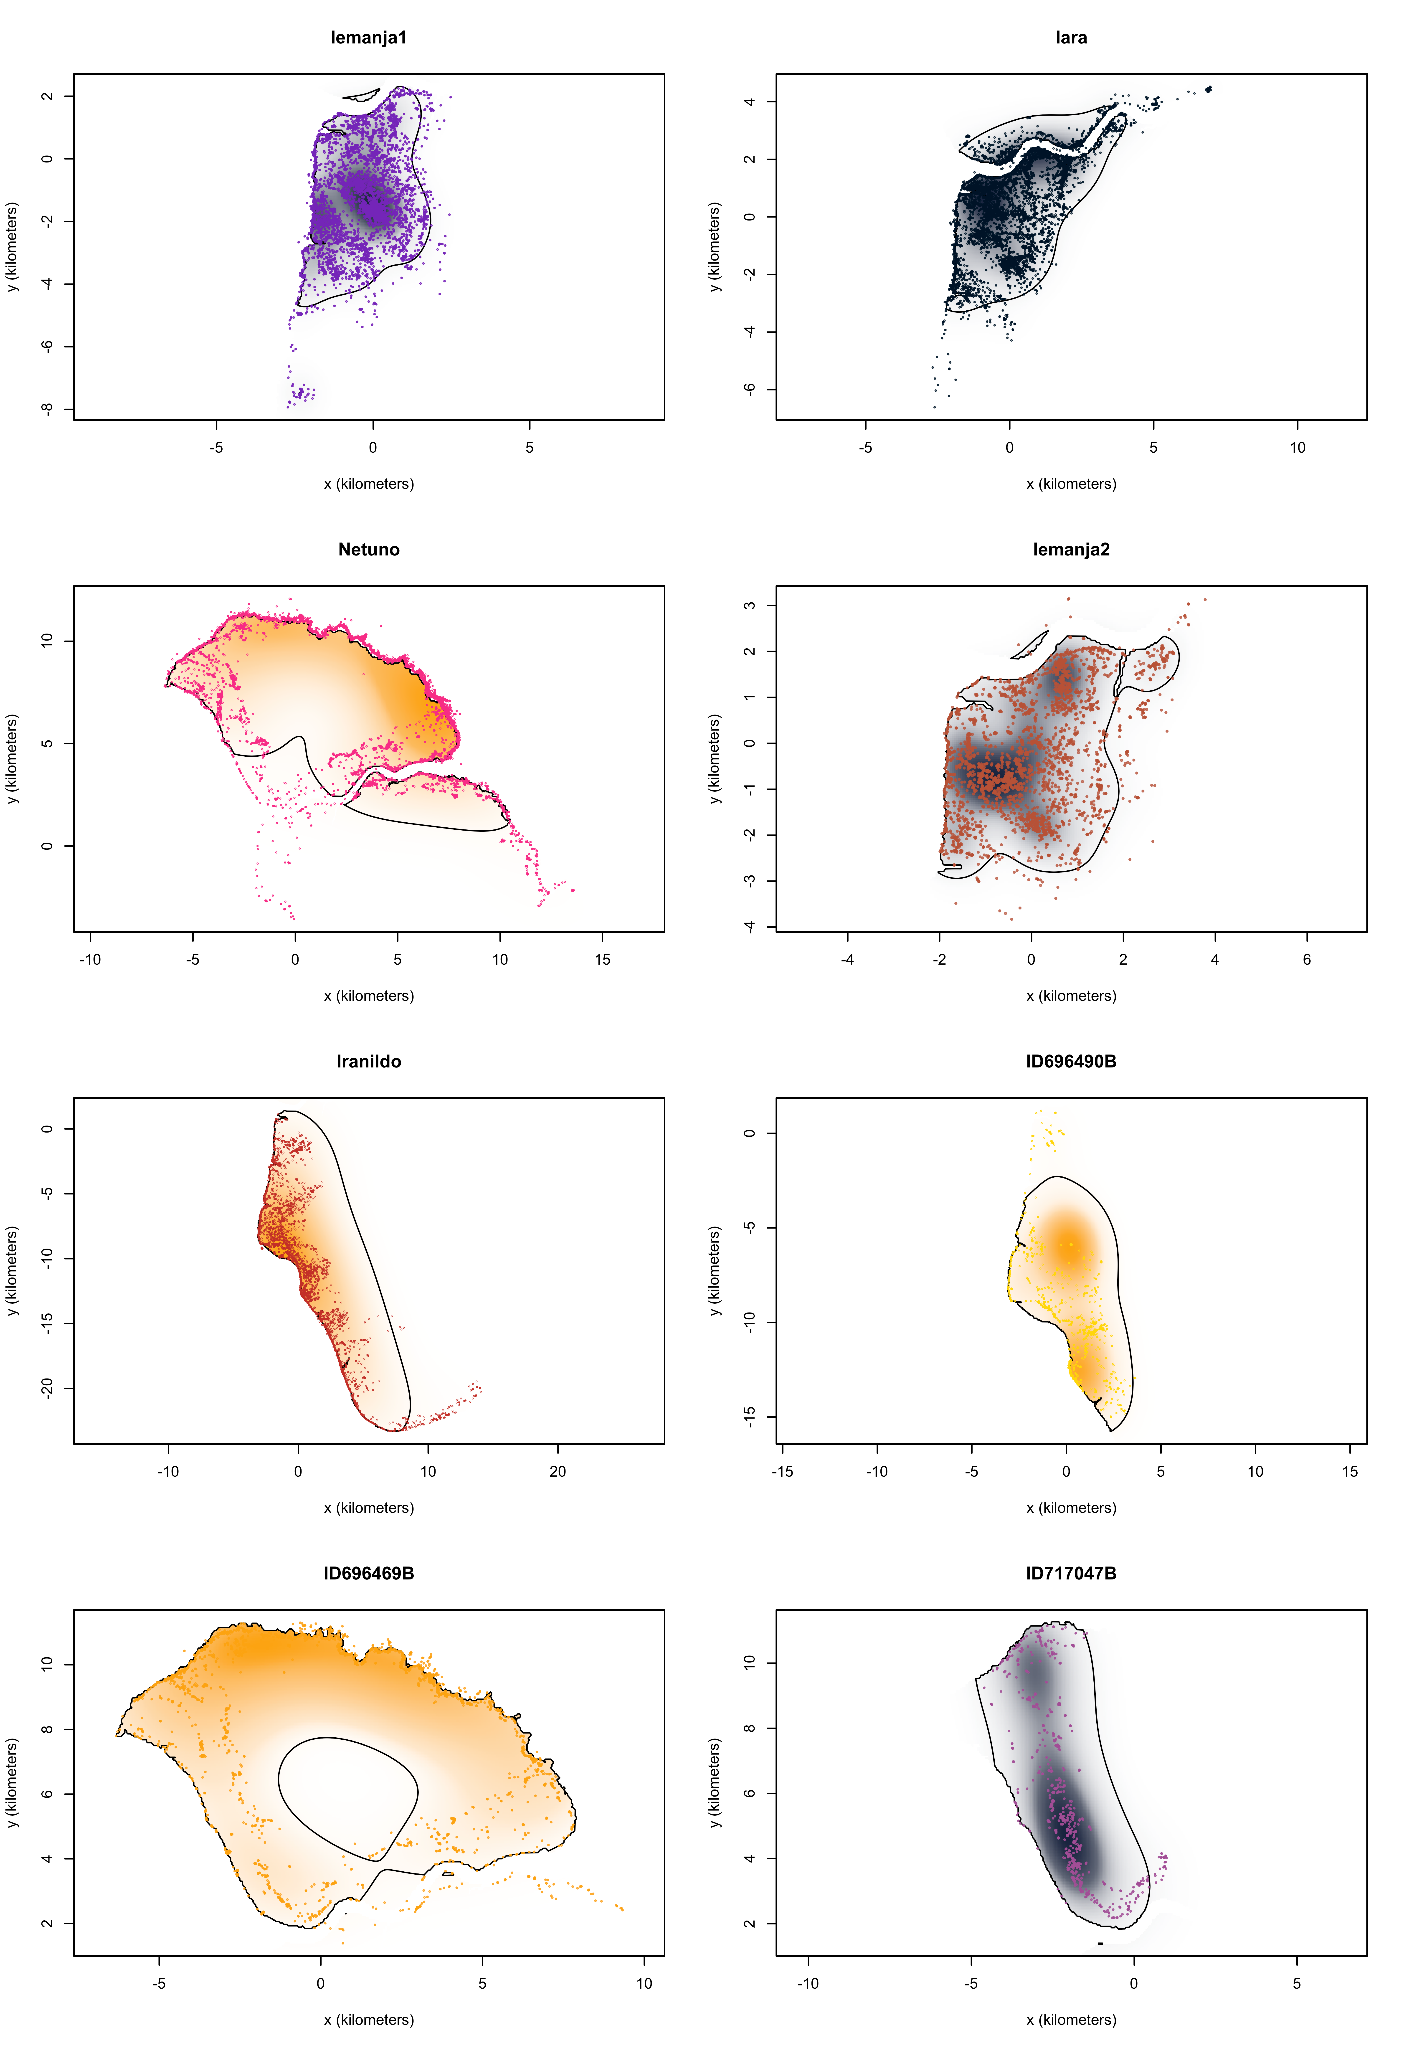 Iemanja1
2
0
-2
-4
-6
-8
y (kilometers)
-5 0 5
x (kilometers)
Iara
4
2
0
-2
-4
-6
y (kilometers)
-5 0 5 10
x (kilometers)
Netuno
10
5
0
y (kilometers)
-10 -5 0 5 10 15
x (kilometers)
Iemanja2
3
2
1
0
-1
-2
-3
-4
y (kilometers)
-4 -2 0 2 4 6
x (kilometers)
Iranildo
0
-5
-10
-15
-20
y (kilometers)
-10 0 10 20
x (kilometers)
ID696490B
0
-5
-10
-15
y (kilometers)
-15 -10 -5 0 5 10 15
x (kilometers)
ID696469B
10
8
6
4
2
y (kilometers)
-5 0 5 10
x (kilometers)
ID717047B
10
8
6
4
2
y (kilometers)
-10 -5 0 5
x (kilometers)